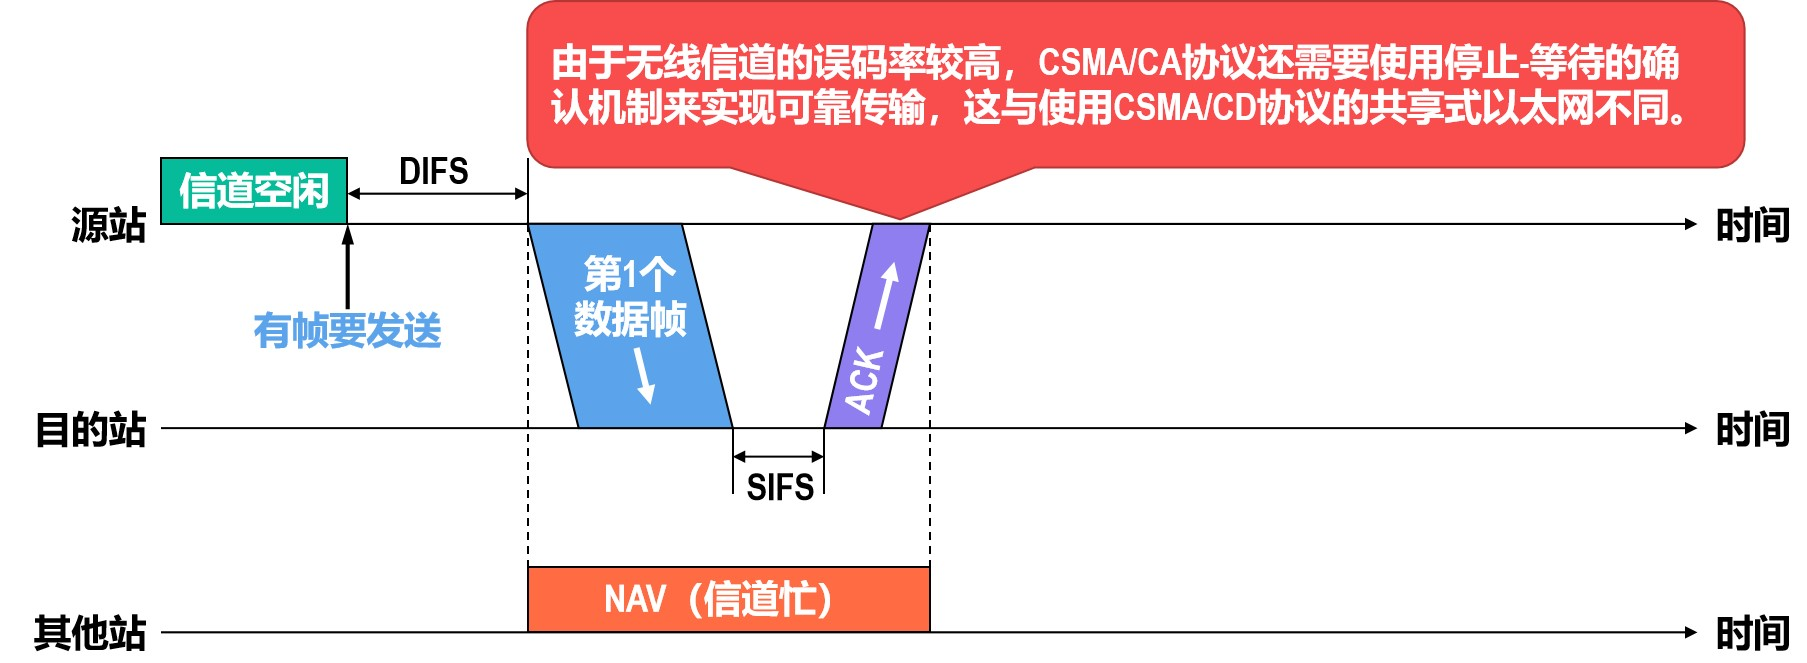 由于无线信道的误码率较高，CSMA/CA协议还需要使用停止-等待的确
认机制来实现可靠传输，这与使用CSMA/CD协议的共享式以太网不同。
信道空闲
DIFS
源站
时间
有帧要发送
第1个
数据帧
ACK
目的站
时间
SIFS
NAV（信道忙）
其他站
时间